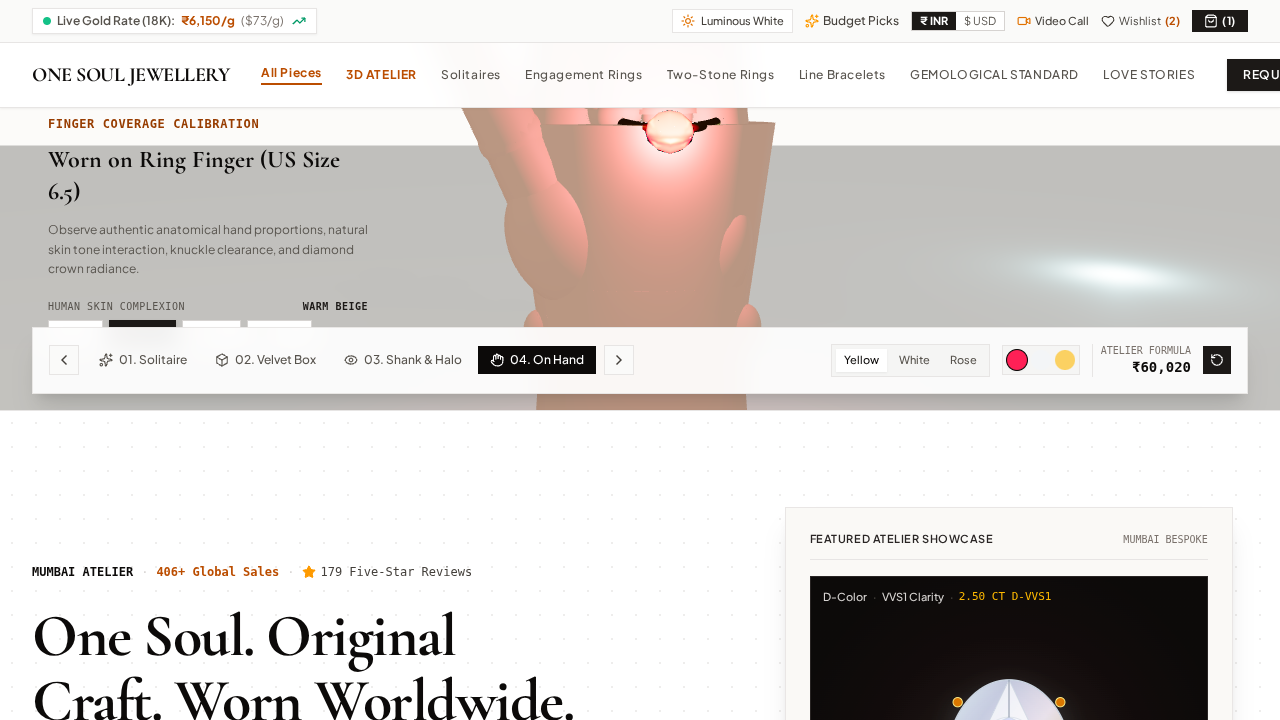 Live Gold Rate (18K): ₹6,150/g ($73/g)
Luminous White
Budget Picks
₹ INR
$ USD
Video Call
Wishlist (2)
(1)
ONE SOUL JEWELLERY
All Pieces
3D ATELIER
Solitaires
Engagement Rings
Two-Stone Rings
Line Bracelets
GEMOLOGICAL STANDARD
LOVE STORIES
REQU
FINGER COVERAGE CALIBRATION
Worn on Ring Finger (US Size
6.5)
Observe authentic anatomical hand proportions, natural
skin tone interaction, knuckle clearance, and diamond
crown radiance.
HUMAN SKIN COMPLEXION
WARM BEIGE
01. Solitaire
02. Velvet Box
03. Shank & Halo
04. On Hand
Yellow
White
Rose
ATELIER FORMULA
₹60,020
MUMBAI ATELIER · 406+ Global Sales · 179 Five-Star Reviews
One Soul. Original
Craft. Worn Worldwide.
FEATURED ATELIER SHOWCASE
MUMBAI BESPOKE
D-Color · VVS1 Clarity · 2.50 CT D-VVS1